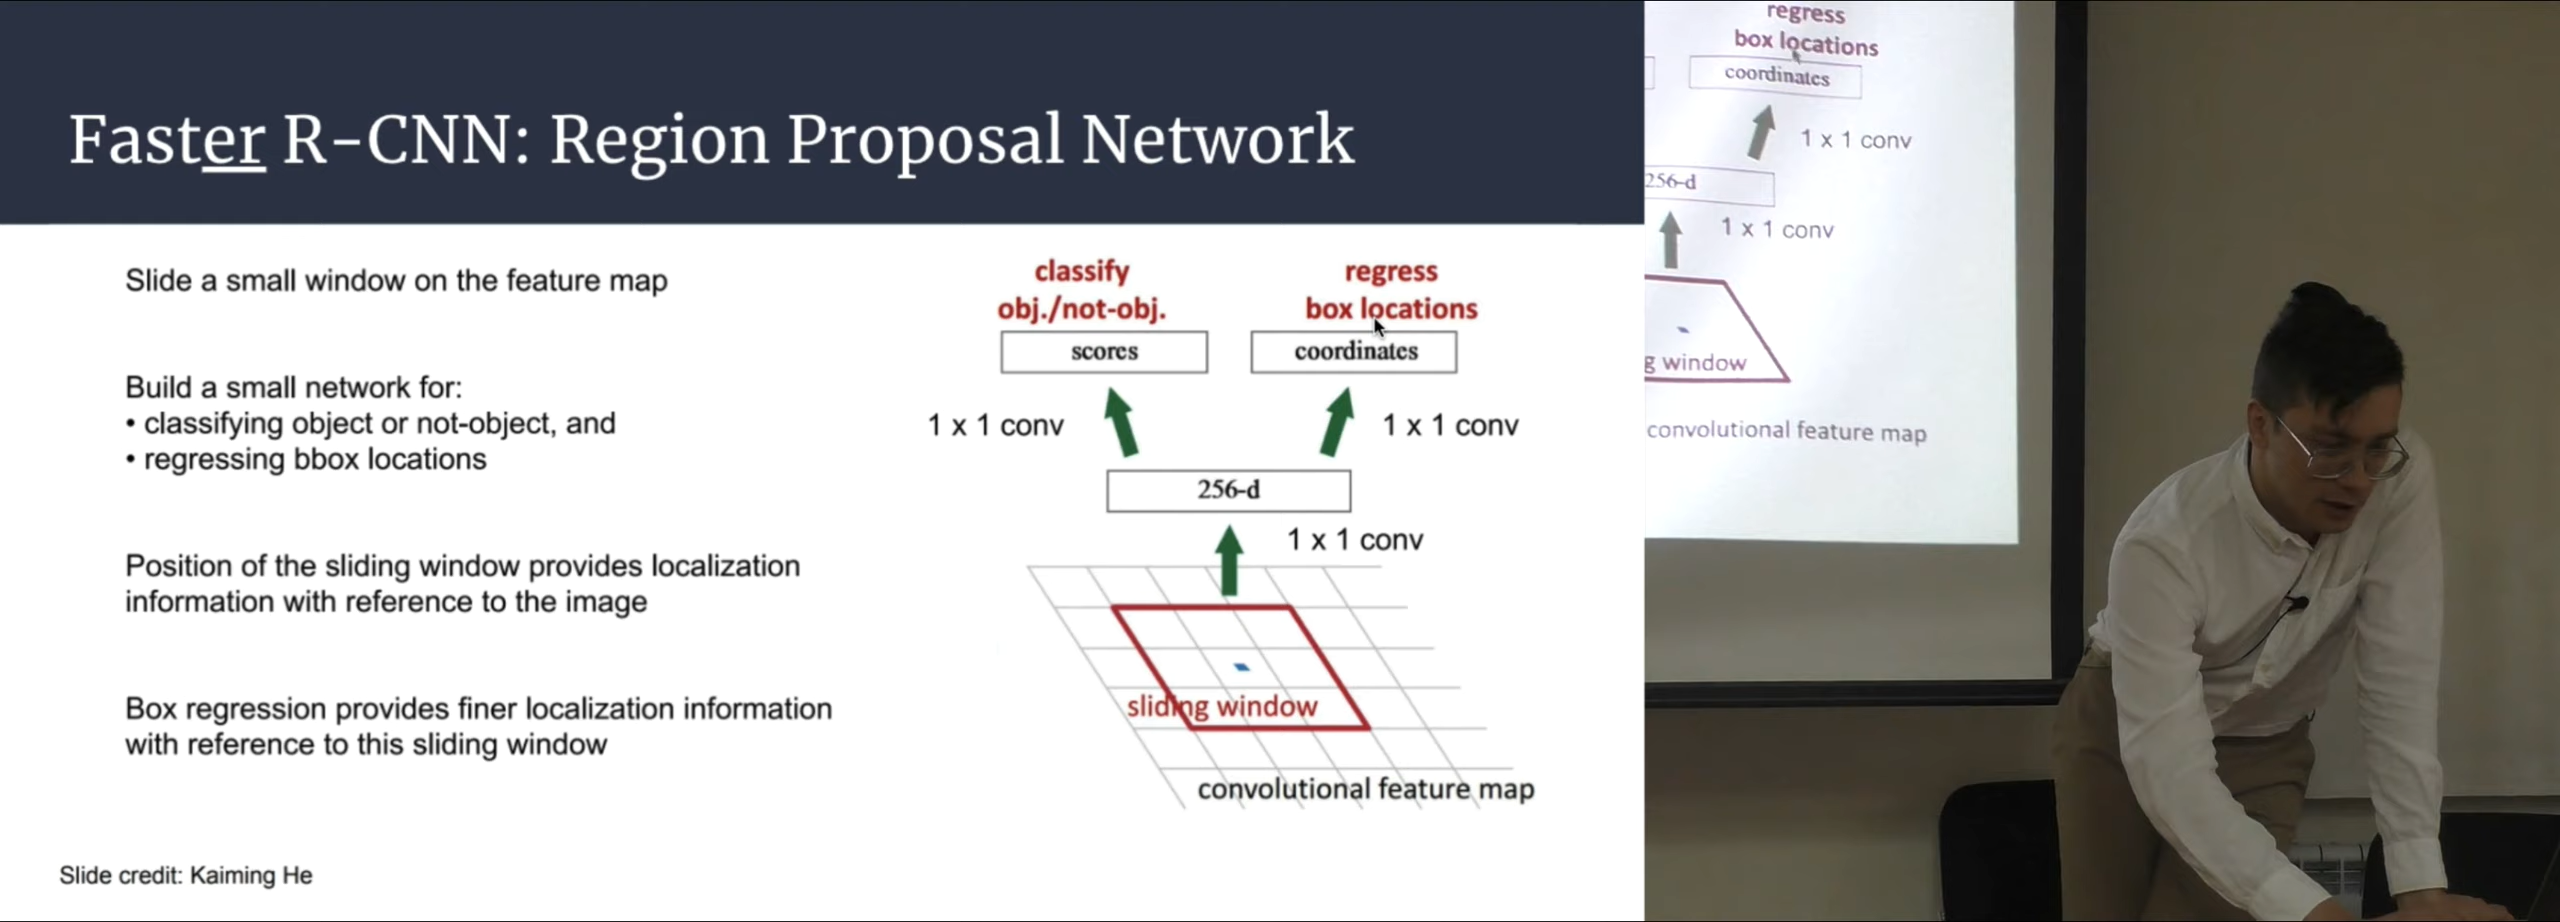 Faster R-CNN: Region Proposal Network
Slide a small window on the feature map
Build a small network for:
• classifying object or not-object, and
• regressing bbox locations
Position of the sliding window provides localization
information with reference to the image
Box regression provides finer localization information
with reference to this sliding window
Slide credit: Kaiming He
classify
obj./not-obj.
regress
box locations
scores
coordinates
1 x 1 conv
1 x 1 conv
256-d
1 x 1 conv
sliding window
convolutional feature map
regress
box locations
coordinates
1 x 1 conv
256-d
1 x 1 conv
g window
convolutional feature map